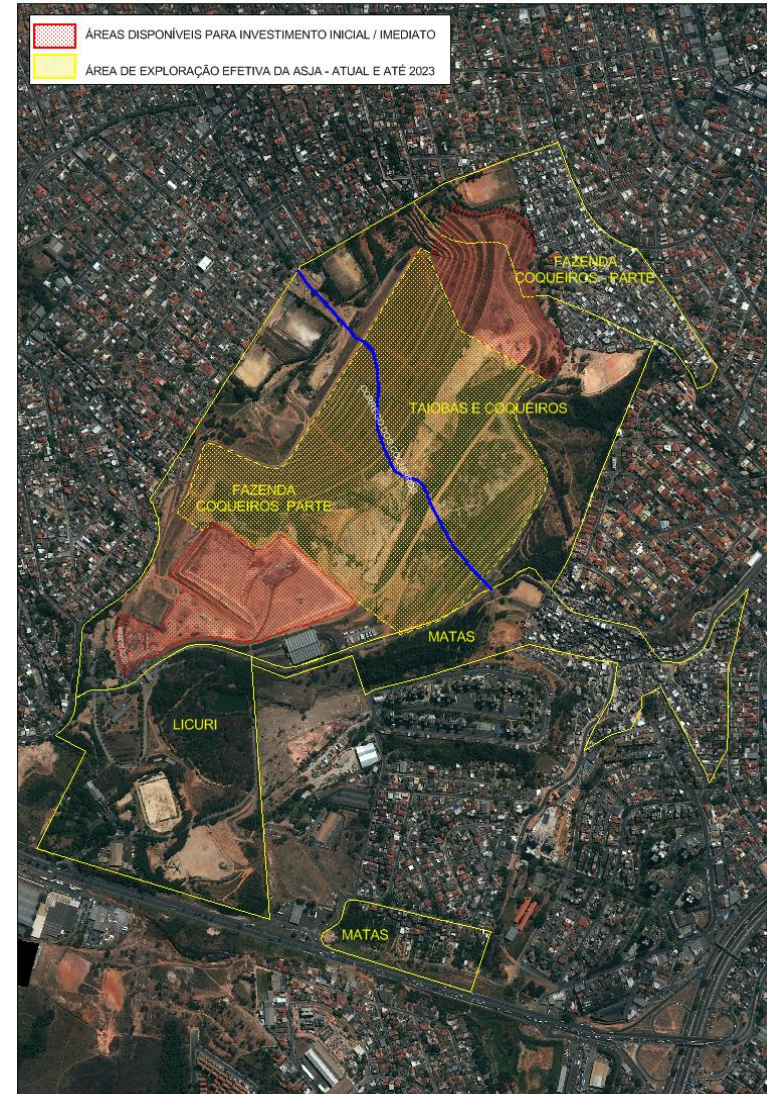 ÁREAS DISPONÍVEIS PARA INVESTIMENTO INICIAL / IMEDIATO
ÁREA DE EXPLORAÇÃO EFETIVA DA ASJA - ATUAL E ATÉ 2023
FAZENDA
COQUEIROS - PARTE
TAIOBAS E COQUEIROS
FAZENDA
COQUEIROS PARTE
MATAS
LICURI
MATAS